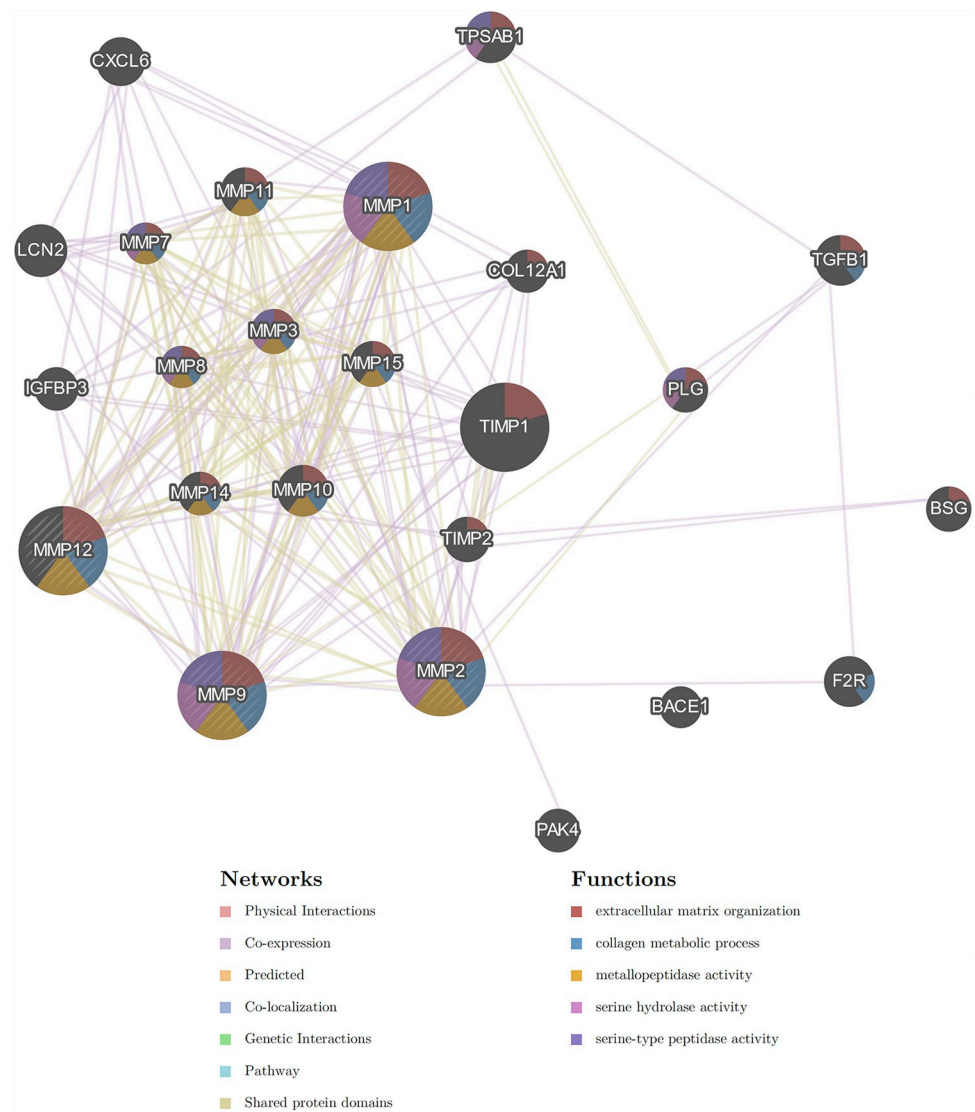 TPSAB1
CXCL6
MMP11
MMP1
MMP7
LCN2
TGFB1
COL12A1
MMP3
MMP15
MMP8
IGFBP3
PLG
TIMP1
MMP14
MMP10
BSG
TIMP2
MMP12
MMP2
F2R
MMP9
BACE1
PAK4
Networks
Physical Interactions
Co-expression
Predicted
Co-localization
Genetic Interactions
Pathway
Shared protein domains
Functions
extracellular matrix organization
collagen metabolic process
metallopeptidase activity
serine hydrolase activity
serine-type peptidase activity